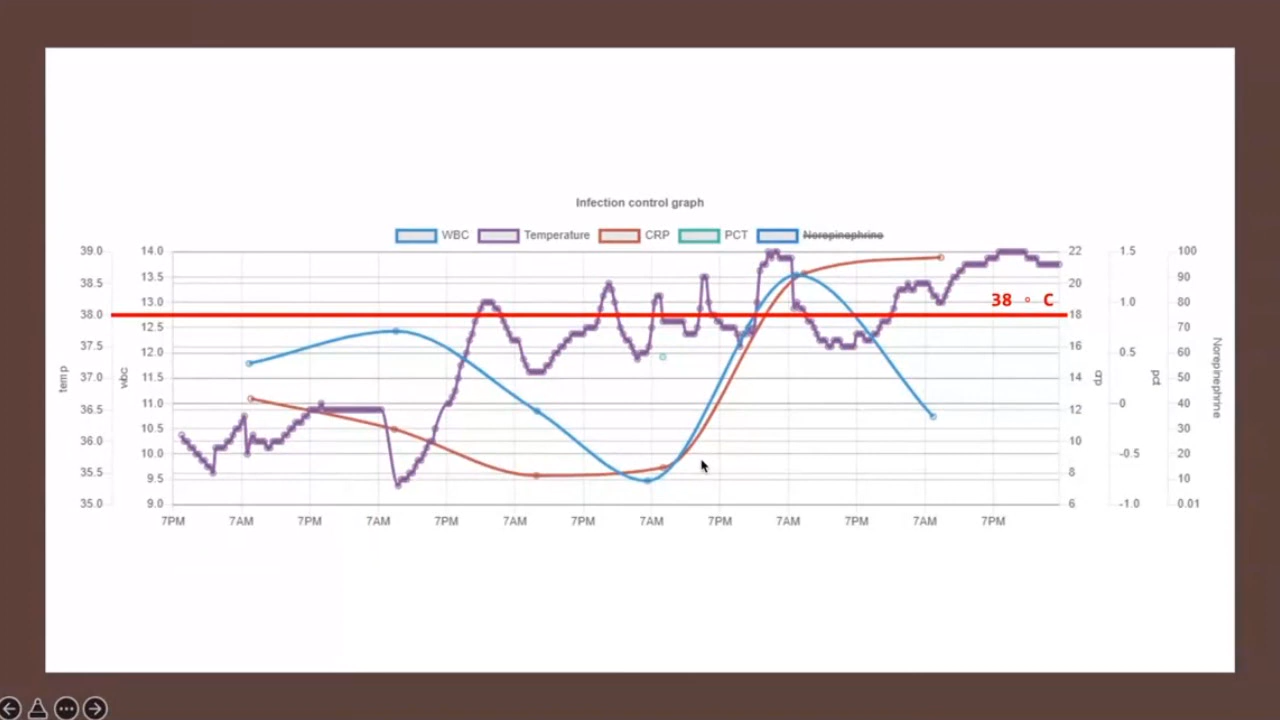 Infection control graph
WBC Temperature CRP PCT Norepinephrine
39.0 14.0 22 1.5 100
38.5 13.5 20 90
38.0 13.0 18 1.0 80
37.5 12.5 16 70
37.0 12.0 14 0.5 60
36.5 11.5 12 50
36.0 11.0 10 0 40
35.5 10.5 8 30
35.0 10.0 6 -0.5 20
9.5 10
9.0 -1.0 0.01
38 ° C
temp
wbc
crp
pct
Norepinephrine
7PM 7AM 7PM 7AM 7PM 7AM 7PM 7AM 7PM 7AM 7PM 7AM 7PM